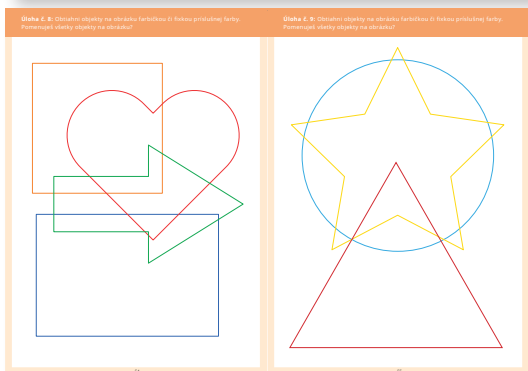 Úloha č. 8: Obtiahni objekty na obrázku farbičkou či fixkou príslušnej farby.
Pomenuješ všetky objekty na obrázku?
Úloha č. 9: Obtiahni objekty na obrázku farbičkou či fixkou príslušnej farby.
Pomenuješ všetky objekty na obrázku?